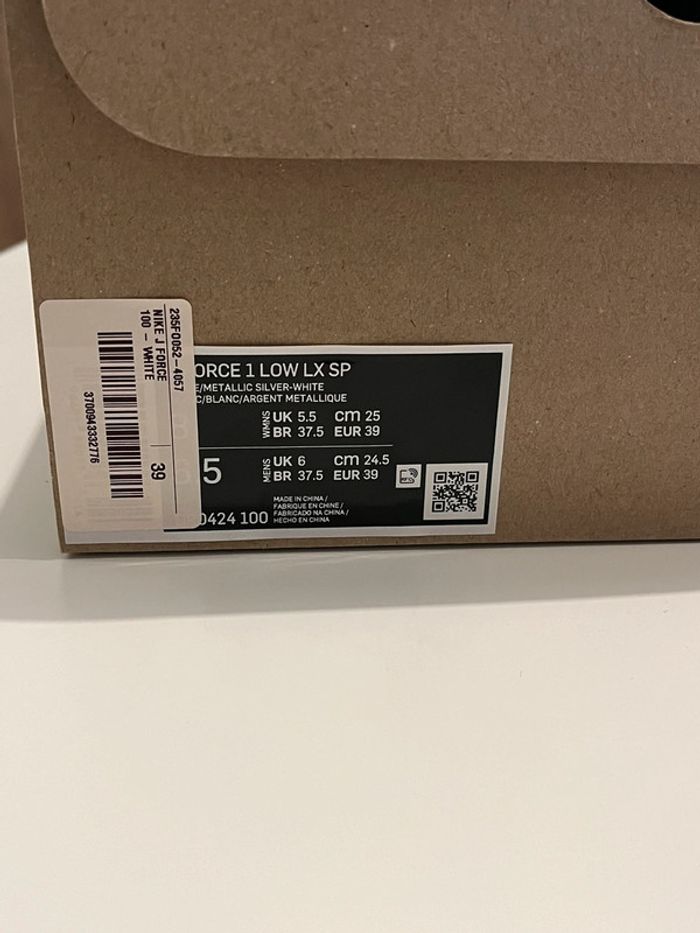 235F0052-4057
NIKE J FORCE
100 - WHITE
39
3700943332776
ORCE 1 LOW LX SP
E/METALLIC SILVER-WHITE
C/BLANC/ARGENT METALLIQUE
WMNS UK 5.5 cm 25
BR 37.5 EUR 39
5
MENS UK 6 cm 24.5
BR 37.5 EUR 39
MADE IN CHINA /
FABRIQUE EN CHINE /
FABRICADO NA CHINA /
HECHO EN CHINA
0424 100